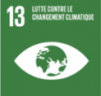 13 LUTTE CONTRE LE
CHANGEMENT CLIMATIQUE